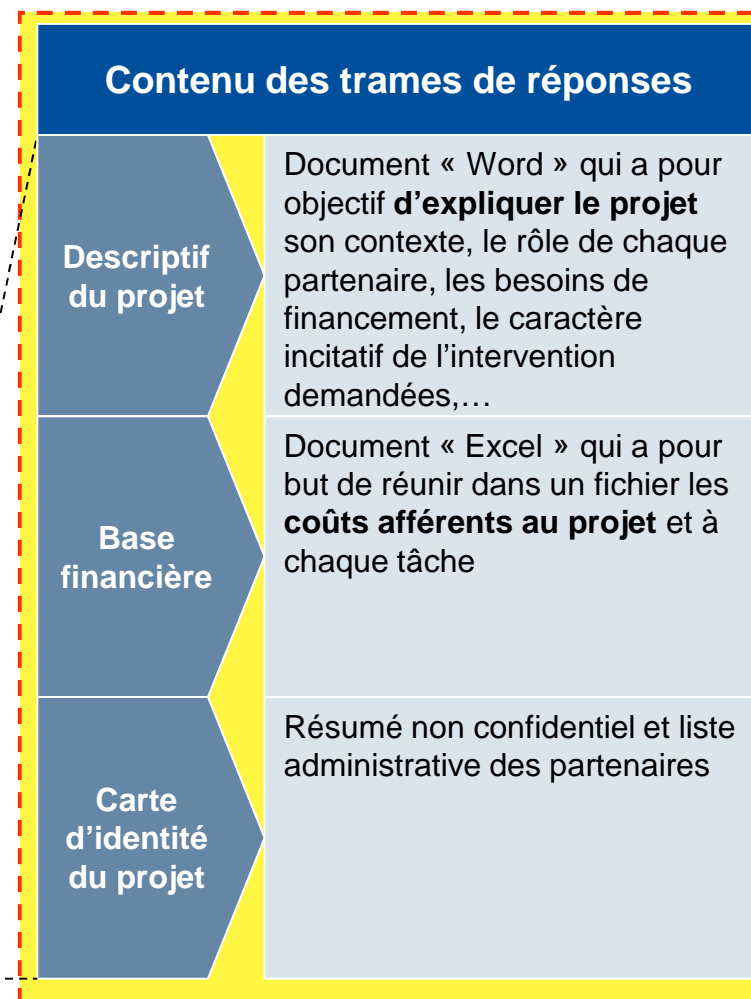 Contenu des trames de réponses
Descriptif
du projet
Document « Word » qui a pour
objectif d'expliquer le projet
son contexte, le rôle de chaque
partenaire, les besoins de
financement, le caractère
incitatif de l’intervention
demandées,…
Base
financière
Document « Excel » qui a pour
but de réunir dans un fichier les
coûts afférents au projet et à
chaque tâche
Carte
d’identité
du projet
Résumé non confidentiel et liste
administrative des partenaires